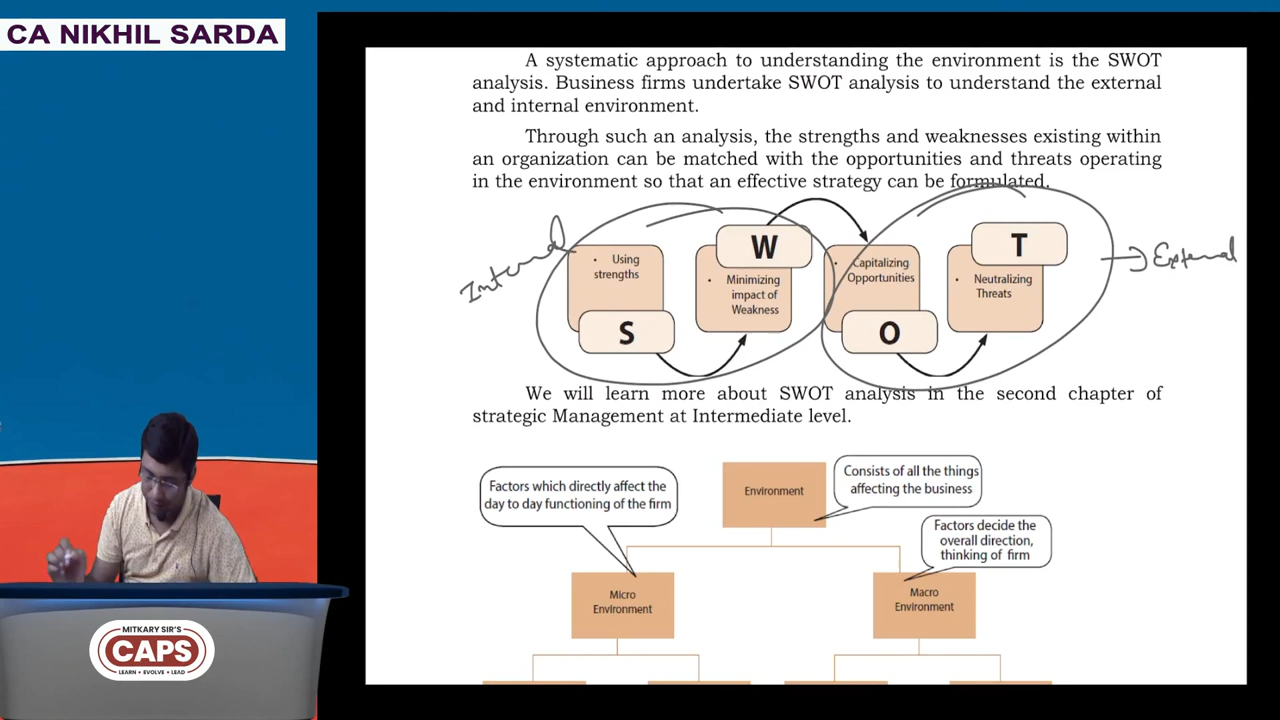 CA NIKHIL SARDA
A systematic approach to understanding the environment is the SWOT
analysis. Business firms undertake SWOT analysis to understand the external
and internal environment.
Through such an analysis, the strengths and weaknesses existing within
an organization can be matched with the opportunities and threats operating
in the environment so that an effective strategy can be formulated.
Internal
• Using
strengths
S
W
• Minimizing
impact of
Weakness
• Capitalizing
Opportunities
O
T
• Neutralizing
Threats
External
We will learn more about SWOT analysis in the second chapter of
strategic Management at Intermediate level.
Factors which directly affect the
day to day functioning of the firm
Environment
Consists of all the things
affecting the business
Factors decide the
overall direction,
thinking of firm
Micro
Environment
Macro
Environment
MITKARY SIR'S
CAPS
LEARN • EVOLVE • LEAD